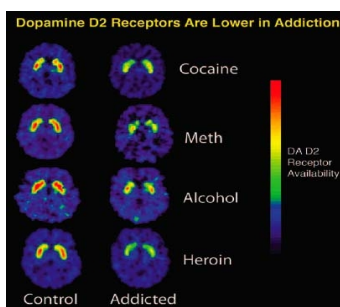 Dopamine D2 Receptors Are Lower in Addiction
Cocaine
Meth
Alcohol
Heroin
DA D2
Receptor
Availability
Control
Addicted